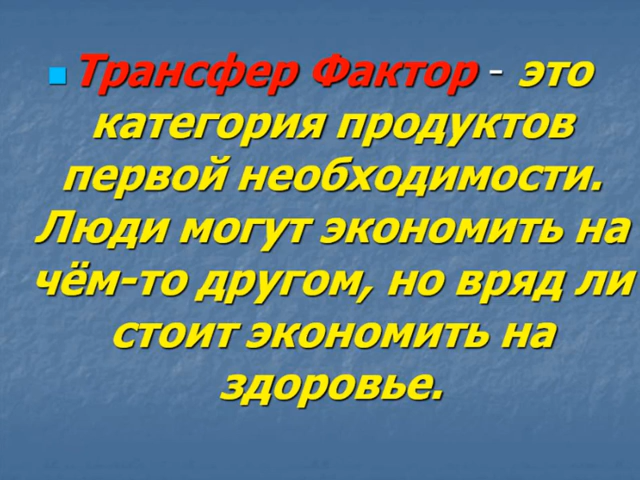 Трансфер Фактор - это
категория продуктов
первой необходимости.
Люди могут экономить на
чём-то другом, но вряд ли
стоит экономить на
здоровье.